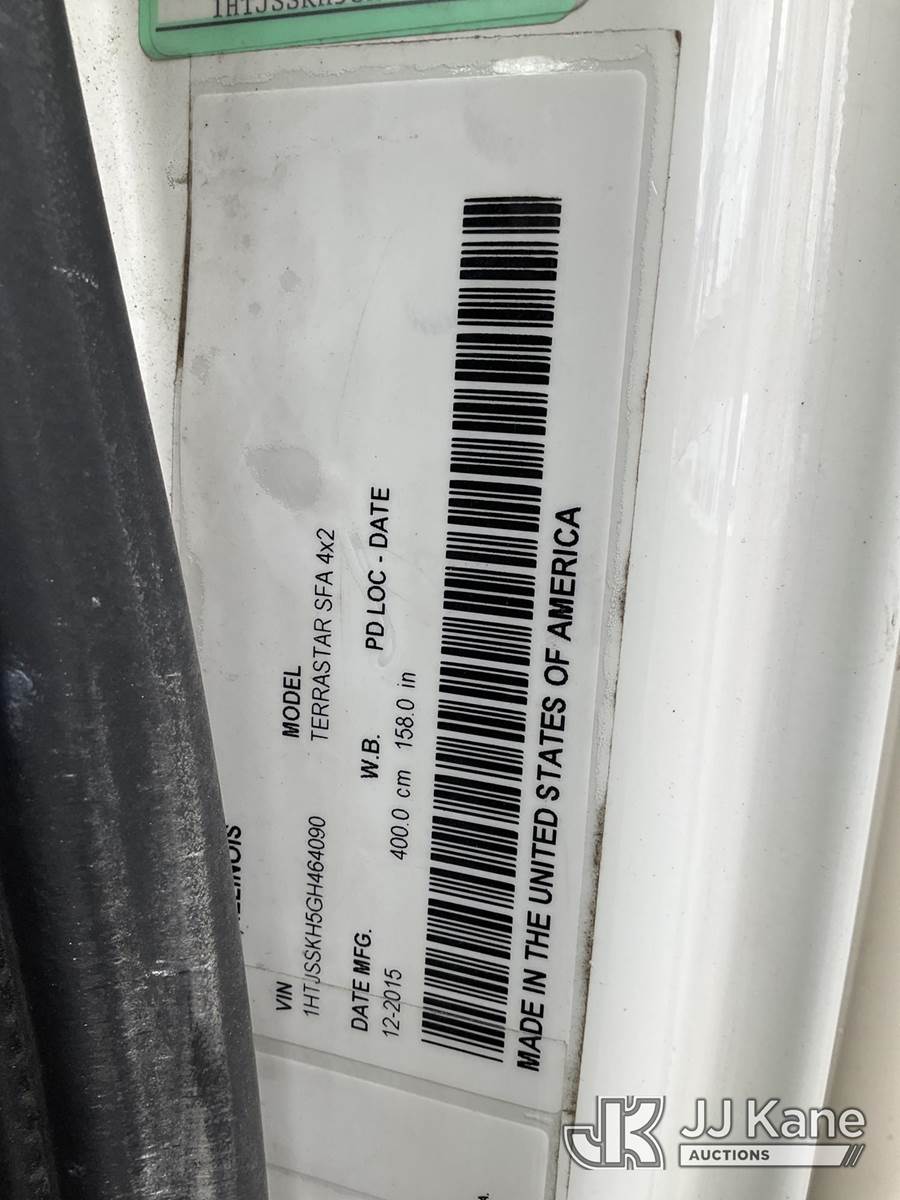 VIN
1HTJSSKH5GH464090
MODEL
TERRASTAR SFA 4x2
DATE MFG.
12-2015
W.B.
400.0 cm 158.0 in
PD LOC - DATE
MADE IN THE UNITED STATES OF AMERICA
JK JJ Kane
AUCTIONS